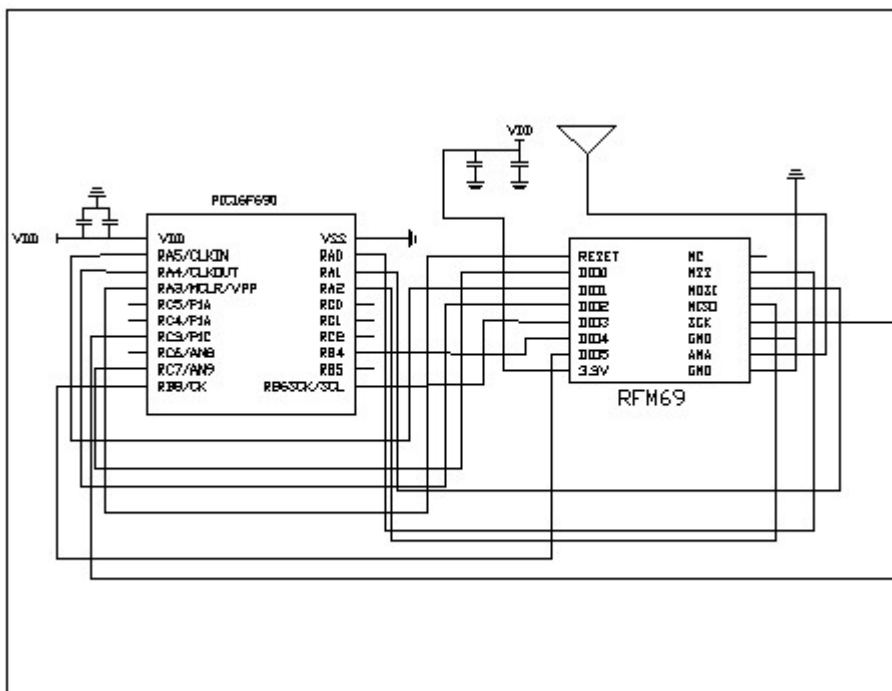 VDD
PIC16F690
VDD
VDD
VSS
RA5/CLKIN
RA0
RA4/CLKOUT
RA1
RA3/MCLR/VPP
RA2
RC5/P1A
RC0
RC4/P1A
RC1
RC3/P1C
RC2
RC6/AN8
RB4
RC7/AN9
RB5
RB8/CK
RB6SCK/SCL
RESET
NC
DIO0
NSS
DIO1
MOSI
DIO2
MISO
DIO3
SCK
DIO4
GND
DIO5
ANA
3.3V
GND
RFM69